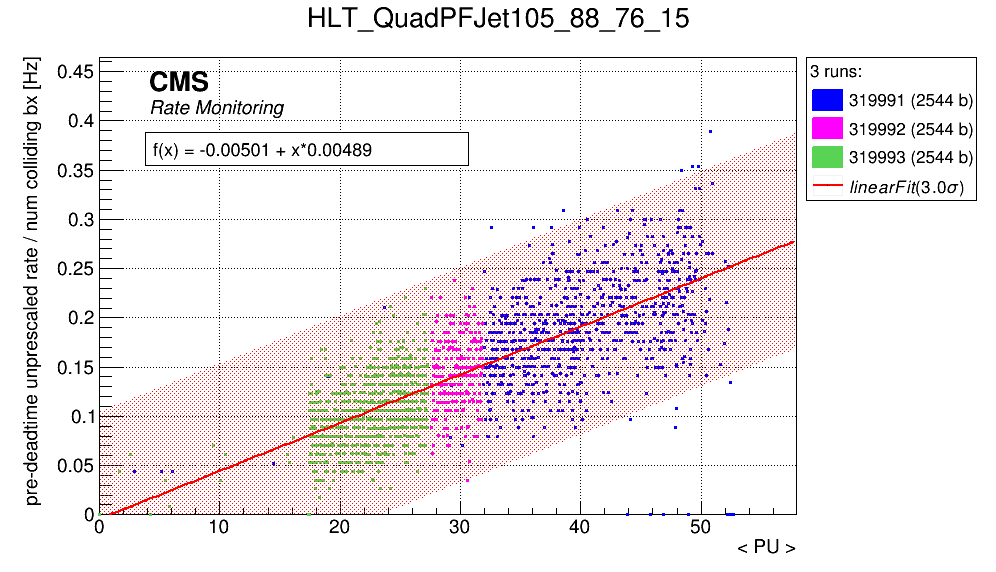 HLT_QuadPFJet105_88_76_15
pre-deadtime unprescaled rate / num colliding bx [Hz]
0.45
0.4
0.35
0.3
0.25
0.2
0.15
0.1
0.05
0
CMS
Rate Monitoring
f(x) = -0.00501 + x*0.00489
0 10 20 30 40 50
< PU >
3 runs:
319991 (2544 b)
319992 (2544 b)
319993 (2544 b)
linearFit(3.0σ)